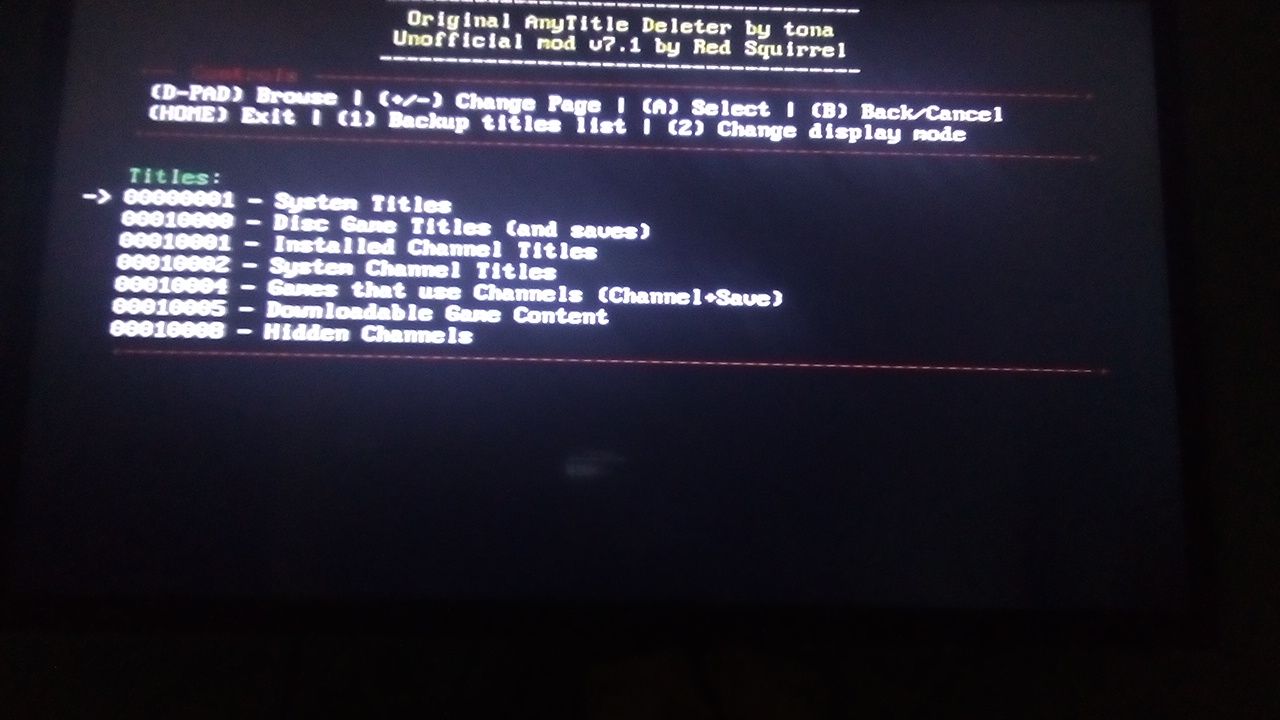 Original AnyTitle Deleter by tona
Unofficial mod v7.1 by Red Squirrel
Controls
(D-PAD) Browse | (+/-) Change Page | (A) Select | (B) Back/Cancel
(HOME) Exit | (1) Backup titles list | (2) Change display mode
Titles:
-> 00000001 - System Titles
00010000 - Disc Game Titles (and saves)
00010001 - Installed Channel Titles
00010002 - System Channel Titles
00010004 - Games that use Channels (Channel+Save)
00010005 - Downloadable Game Content
00010008 - Hidden Channels